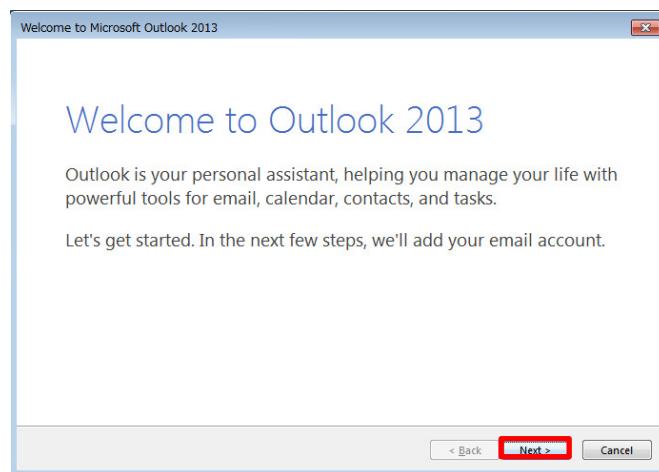 Welcome to Microsoft Outlook 2013
Welcome to Outlook 2013
Outlook is your personal assistant, helping you manage your life with
powerful tools for email, calendar, contacts, and tasks.
Let's get started. In the next few steps, we'll add your email account.
< Back Next > Cancel